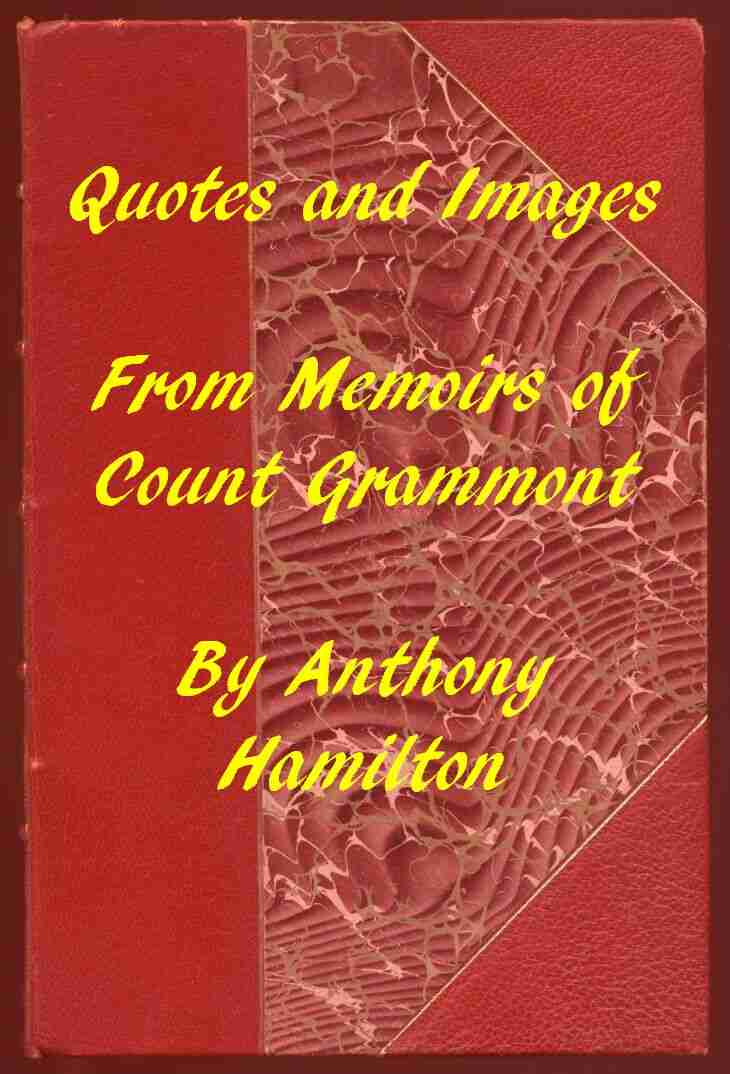 Quotes and Images
From Memoirs of
Count Grammont
By Anthony
Hamilton